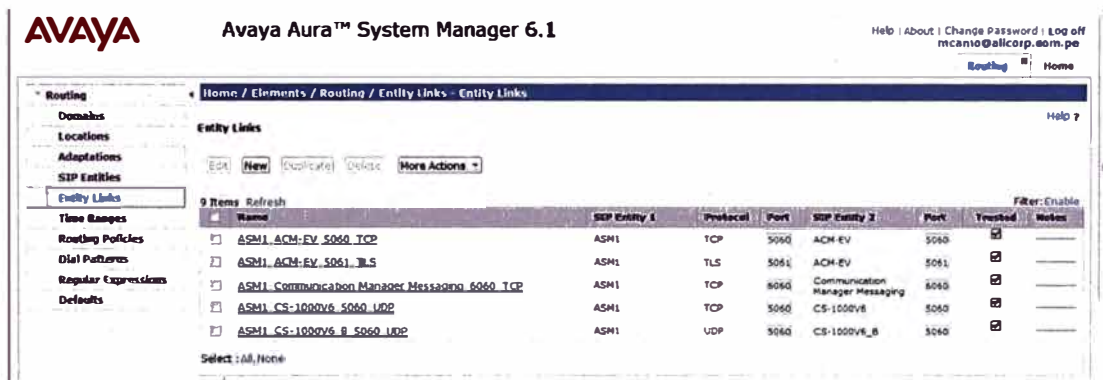 AVAYA
Avaya Aura™ System Manager 6.1
Help | About | Change Password | Log off
mcanio@alicorp.com.pe
Routing Home
Routing
Domains
Locations
Adaptations
SIP Entities
Entity Links
Time Ranges
Routing Policies
Dial Patterns
Regular Expressions
Defaults
Home / Elements / Routing / Entity Links - Entity Links
Help ?
Entity Links
Edit New Duplicate Delete More Actions
9 Items Refresh Filter: Enable
Name SIP Entity 1 Protocol Port SIP Entity 2 Port Trusted Notes
ASM1_ACM-EV_5060_TCP ASM1 TCP 5060 ACM-EV 5060
ASM1_ACM-EV_5061_TLS ASM1 TLS 5061 ACM-EV 5061
ASM1_Communication Manager Messaging_6060_TCP ASM1 TCP 6060 Communication Manager Messaging 6060
ASM1_CS-1000V6_5060_UDP ASM1 TCP 5060 CS-1000V6 5060
ASM1_CS-1000V6_B_5060_UDP ASM1 UDP 5060 CS-1000V6_B 5060
Select : All, None